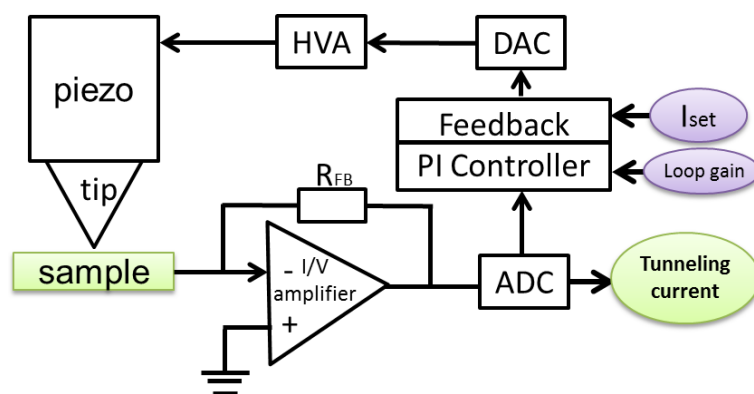 HVA
DAC
piezo
Feedback
Iset
PI Controller
Loop gain
tip
RFB
sample
- I/V
amplifier
+
ADC
Tunneling
current